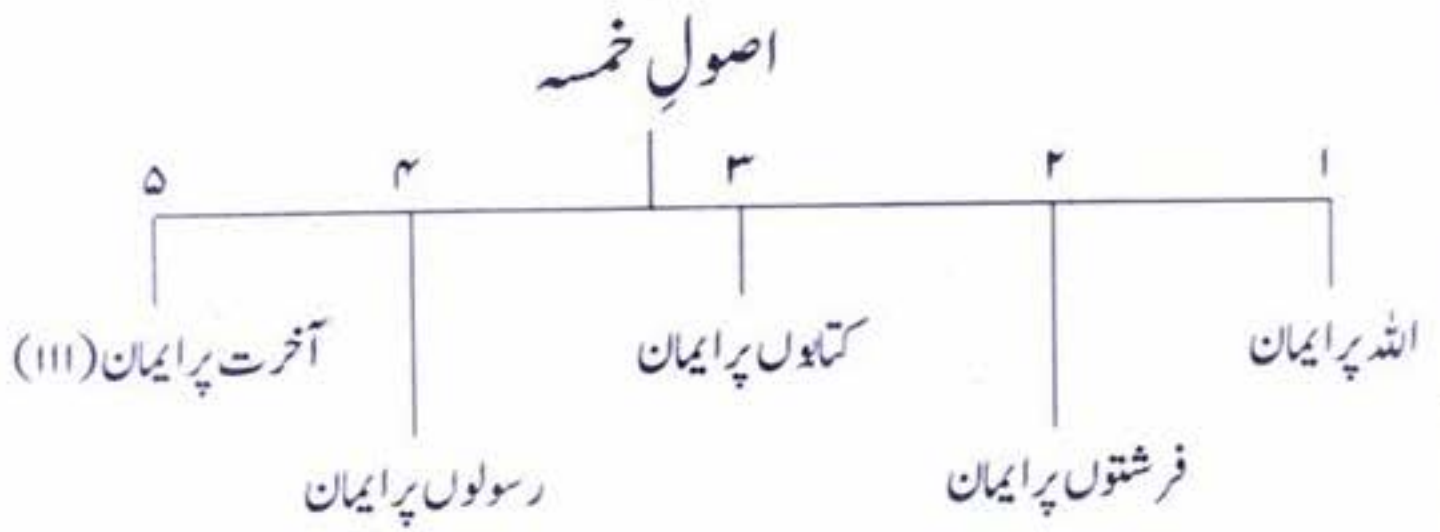 اصولِ خمسہ
۱ ۲ ۳ ۴ ۵
اللہ پر ایمان
فرشتوں پر ایمان
کتابوں پر ایمان
رسولوں پر ایمان
آخرت پر ایمان (۱۱۱)